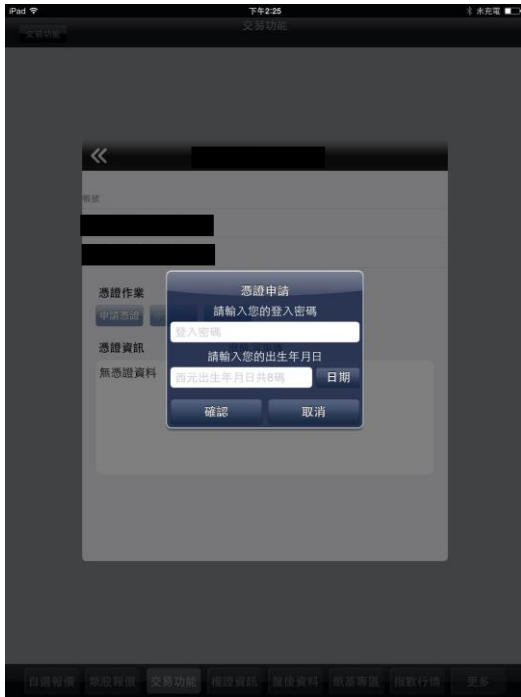 iPad 下午2:25 未充電
交易功能 交易功能
帳號
憑證作業
申請憑證
憑證資訊
無憑證資料
憑證申請
請輸入您的登入密碼
登入密碼
請輸入您的出生年月日
西元出生年月日共8碼 日期
確認 取消
自選報價 類股報價 交易功能 權證資訊 盤後資料 凱基專區 指數行情 更多